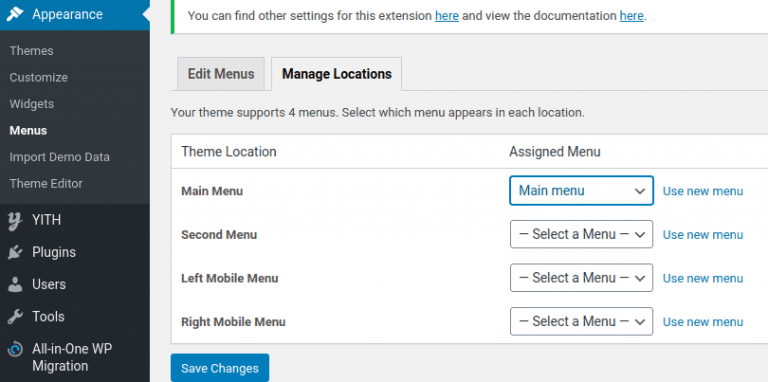 Appearance
Themes
Customize
Widgets
Menus
Import Demo Data
Theme Editor
YITH
Plugins
Users
Tools
All-in-One WP
Migration
You can find other settings for this extension here and view the documentation here.
Edit Menus
Manage Locations
Your theme supports 4 menus. Select which menu appears in each location.
Theme Location Assigned Menu
Main Menu Main menu Use new menu
Second Menu — Select a Menu — Use new menu
Left Mobile Menu — Select a Menu — Use new menu
Right Mobile Menu — Select a Menu — Use new menu
Save Changes